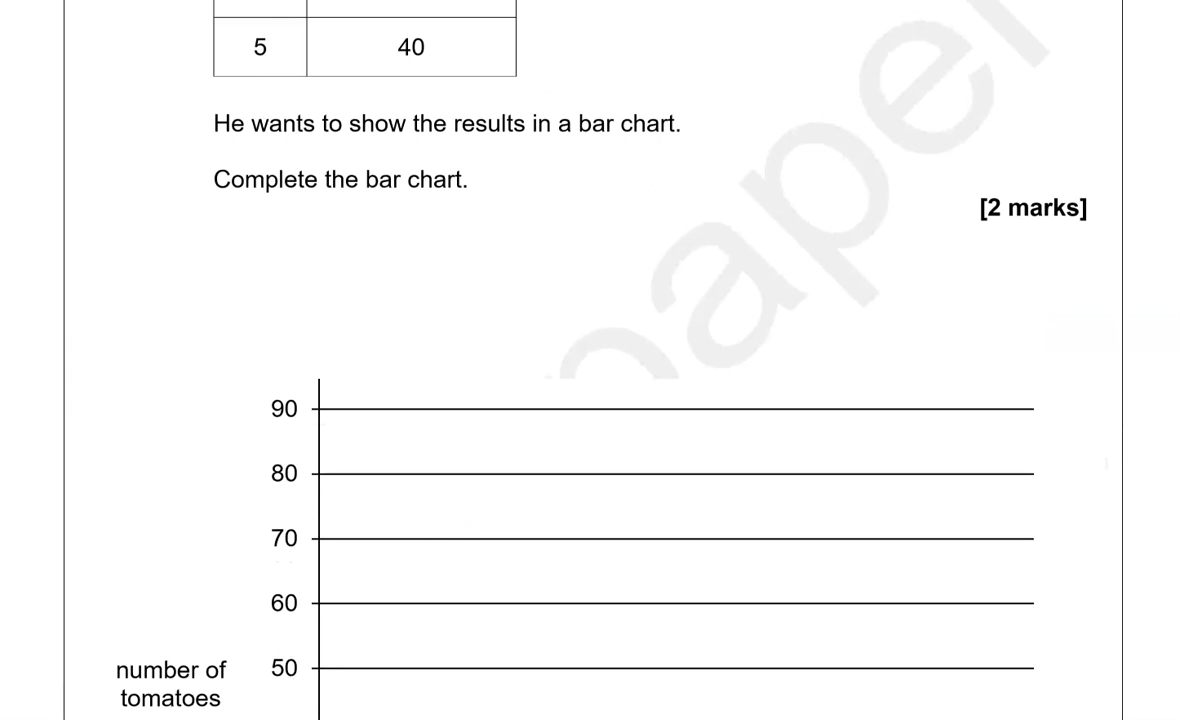 5 40
He wants to show the results in a bar chart.
Complete the bar chart.
[2 marks]
90
80
70
60
number of 50
tomatoes